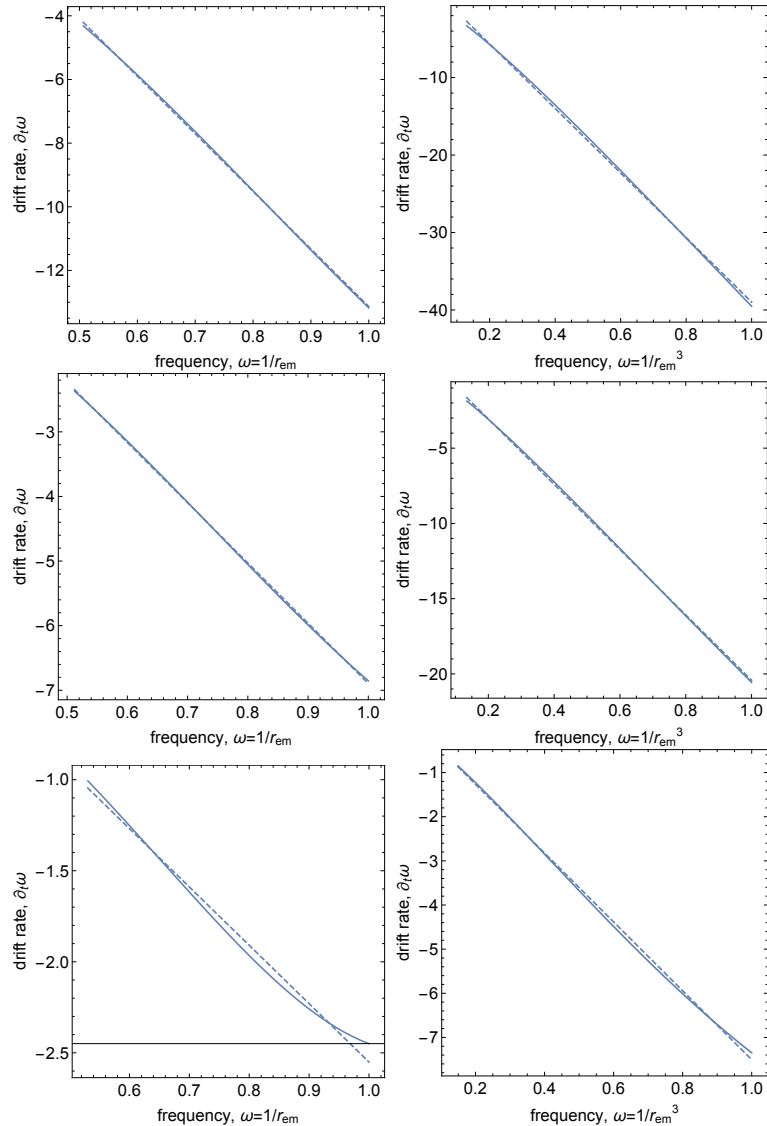 −4
−6
−8
−10
−12
drift rate, ∂tω
0.5 0.6 0.7 0.8 0.9 1.0
frequency, ω=1/rem
−10
−20
−30
−40
drift rate, ∂tω
0.2 0.4 0.6 0.8 1.0
frequency, ω=1/rem³
−3
−4
−5
−6
−7
drift rate, ∂tω
0.5 0.6 0.7 0.8 0.9 1.0
frequency, ω=1/rem
−5
−10
−15
−20
drift rate, ∂tω
0.2 0.4 0.6 0.8 1.0
frequency, ω=1/rem³
−1.0
−1.5
−2.0
−2.5
drift rate, ∂tω
0.6 0.7 0.8 0.9 1.0
frequency, ω=1/rem
−1
−2
−3
−4
−5
−6
−7
drift rate, ∂tω
0.2 0.4 0.6 0.8 1.0
frequency, ω=1/rem³